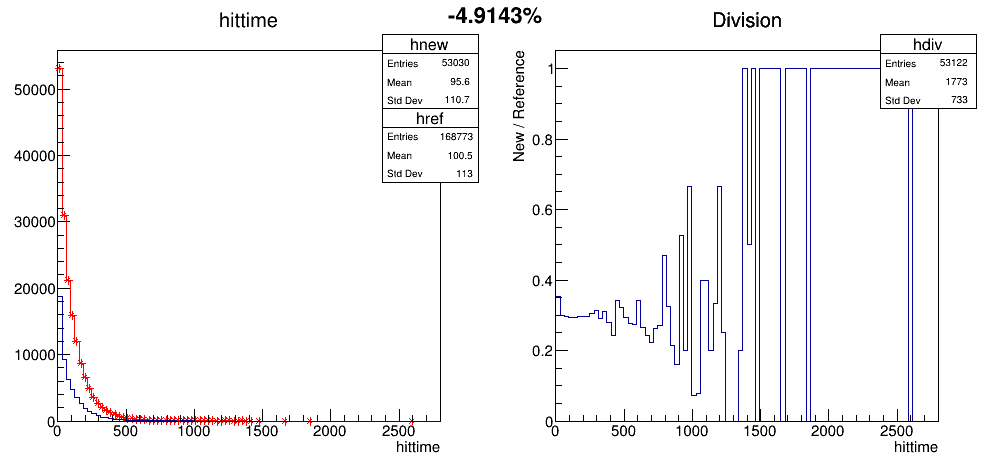 -4.9143%
hittime
hnew
Entries 53030
Mean 95.6
Std Dev 110.7
href
Entries 168773
Mean 100.5
Std Dev 113
50000
40000
30000
20000
10000
0
0 500 1000 1500 2000 2500
hittime
Division
hdiv
Entries 53122
Mean 1773
Std Dev 733
New / Reference
1
0.8
0.6
0.4
0.2
0
0 500 1000 1500 2000 2500
hittime